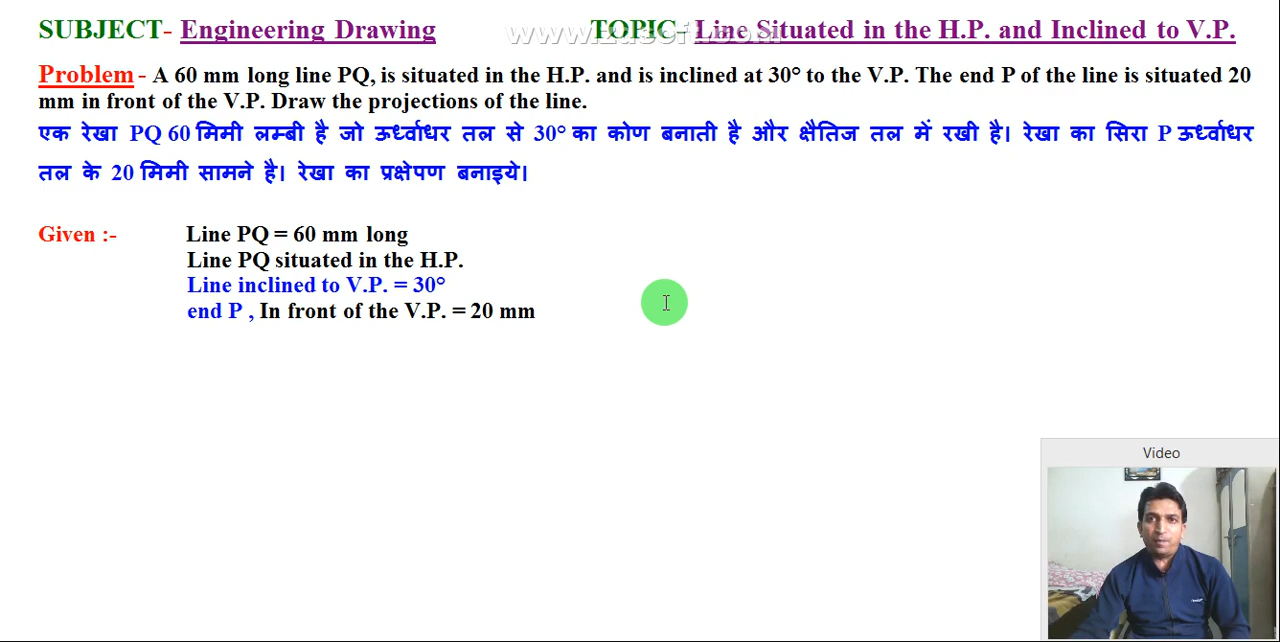 SUBJECT- Engineering Drawing TOPIC- Line Situated in the H.P. and Inclined to V.P.
Problem - A 60 mm long line PQ, is situated in the H.P. and is inclined at 30° to the V.P. The end P of the line is situated 20
mm in front of the V.P. Draw the projections of the line.
एक रेखा PQ 60 मिमी लम्बी है जो ऊर्ध्वाधर तल से 30° का कोण बनाती है और क्षैतिज तल में रखी है। रेखा का सिरा P ऊर्ध्वाधर
तल के 20 मिमी सामने है। रेखा का प्रक्षेपण बनाइये।
Given :- Line PQ = 60 mm long
Line PQ situated in the H.P.
Line inclined to V.P. = 30°
end P , In front of the V.P. = 20 mm
Video